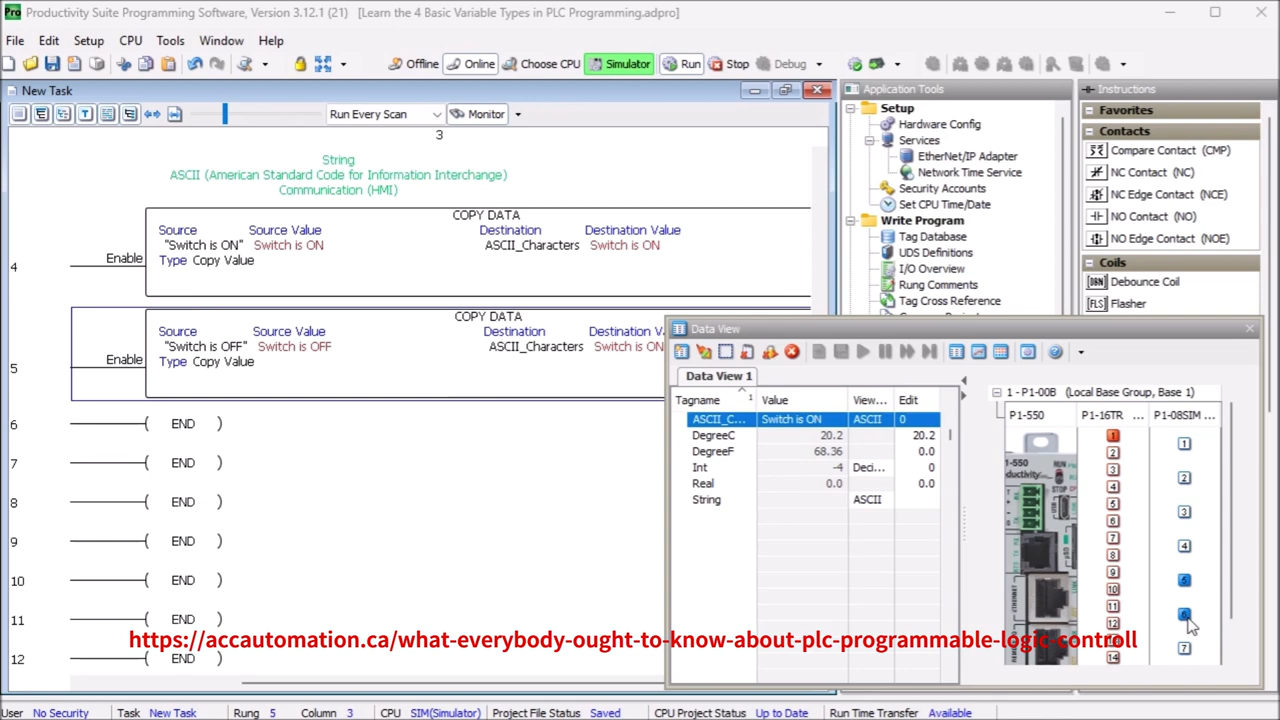 Productivity Suite Programming Software, Version 3.12.1 (21) [Learn the 4 Basic Variable Types in PLC Programming.adpro]
File Edit Setup CPU Tools Window Help
Offline Online Choose CPU Simulator Run Stop Debug
New Task
Run Every Scan Monitor
3
String
ASCII (American Standard Code for Information Interchange)
Communication (HMI)
COPY DATA
Source Source Value Destination Destination Value
"Switch is ON" Switch is ON ASCII_Characters Switch is ON
Enable Type Copy Value
4
COPY DATA
Source Source Value Destination Destination
"Switch is OFF" Switch is OFF ASCII_Characters Switch is ON
Enable Type Copy Value
5
6 END
7 END
8 END
9 END
10 END
11 END
12 END
Application Tools
Setup
Hardware Config
Services
EtherNet/IP Adapter
Network Time Service
Security Accounts
Set CPU Time/Date
Write Program
Tag Database
UDS Definitions
I/O Overview
Rung Comments
Tag Cross Reference
Instructions
Favorites
Contacts
Compare Contact (CMP)
NC Contact (NC)
NC Edge Contact (NCE)
NO Contact (NO)
NO Edge Contact (NOE)
Coils
Debounce Coil
Flasher
Data View
Data View 1
Tagname 1 Value View... Edit
ASCII_C... Switch is ON ASCII 0
DegreeC 20.2 20.2
DegreeF 68.36 0.0
Int -4 Deci... 0
Real 0.0 0.0
String ASCII
1 - P1-00B (Local Base Group, Base 1)
P1-550 P1-16TR ... P1-08SIM ...
1
2
3
4
5
6
7
8
9
10
11
12
14
1
2
3
4
5
6
7
https://accautomation.ca/what-everybody-ought-to-know-about-plc-programmable-logic-controll
User No Security Task New Task Rung 5 Column 3 CPU SIM(Simulator) Project File Status Saved CPU Project Status Up to Date Run Time Transfer Available